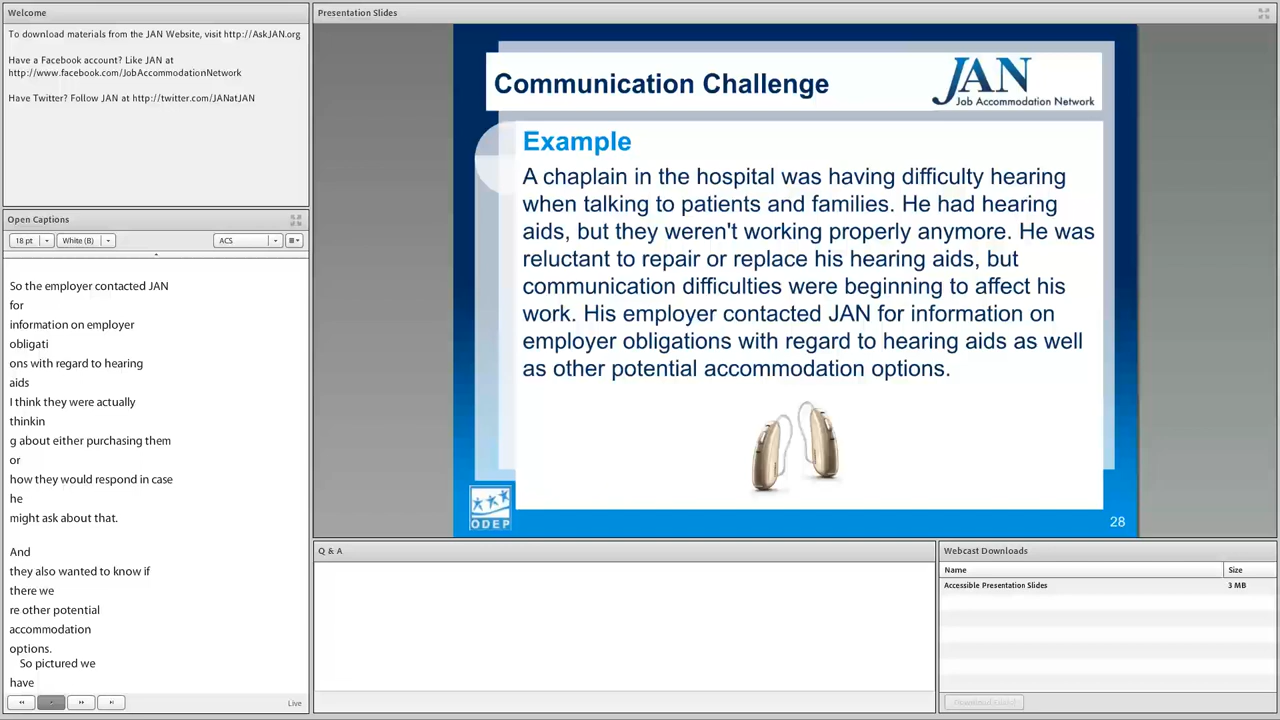 Welcome
To download materials from the JAN Website, visit http://AskJAN.org
Have a Facebook account? Like JAN at
http://www.facebook.com/JobAccommodationNetwork
Have Twitter? Follow JAN at http://twitter.com/JANatJAN
Open Captions
18 pt
White (B)
ACS
So the employer contacted JAN
for
information on employer
obligati
ons with regard to hearing
aids
I think they were actually
thinkin
g about either purchasing them
or
how they would respond in case
he
might ask about that.
And
they also wanted to know if
there we
re other potential
accommodation
options.
So pictured we
have
Live
Presentation Slides
Communication Challenge
JAN
Job Accommodation Network
Example
A chaplain in the hospital was having difficulty hearing
when talking to patients and families. He had hearing
aids, but they weren't working properly anymore. He was
reluctant to repair or replace his hearing aids, but
communication difficulties were beginning to affect his
work. His employer contacted JAN for information on
employer obligations with regard to hearing aids as well
as other potential accommodation options.
ODEP
28
Q & A
Webcast Downloads
Name
Size
Accessible Presentation Slides
3 MB